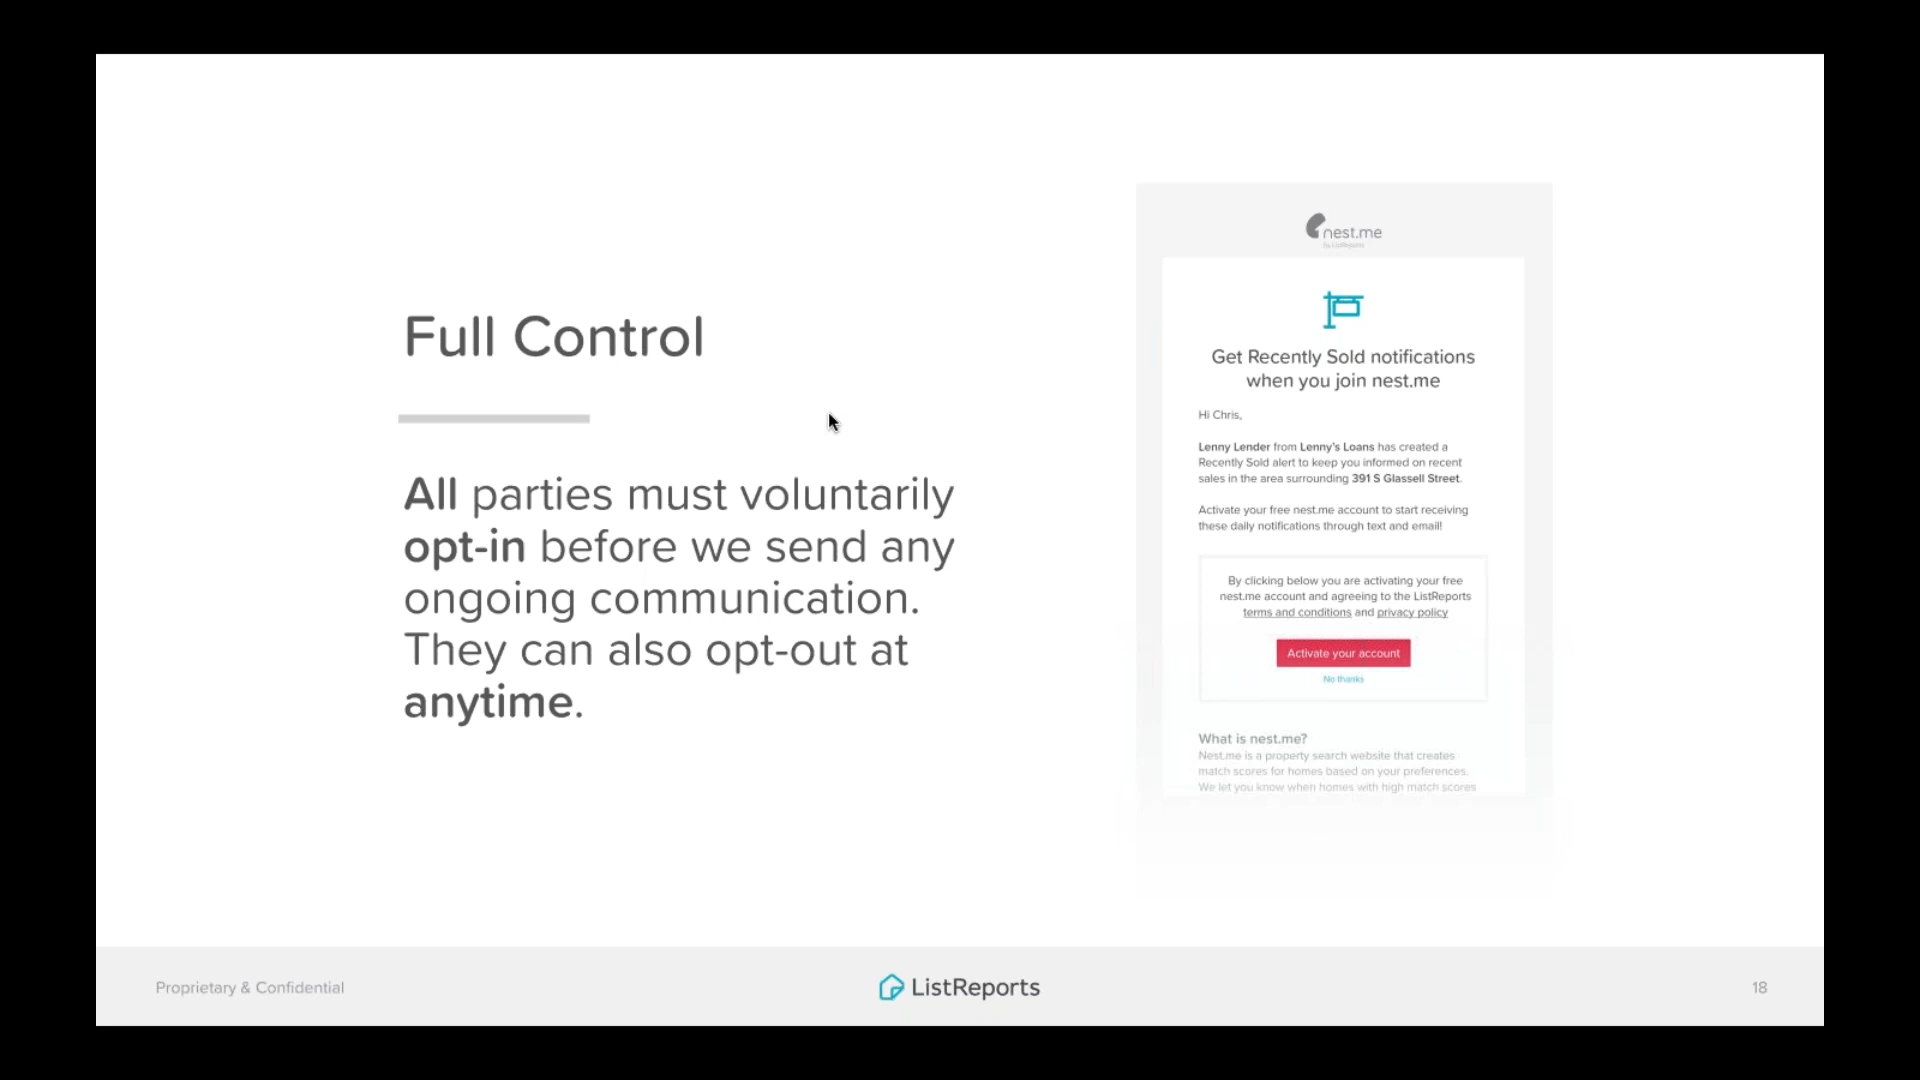 Full Control
All parties must voluntarily
opt-in before we send any
ongoing communication.
They can also opt-out at
anytime.
nest.me
by ListReports
Get Recently Sold notifications
when you join nest.me
Hi Chris,
Lenny Lender from Lenny's Loans has created a
Recently Sold alert to keep you informed on recent
sales in the area surrounding 391 S Glassell Street.
Activate your free nest.me account to start receiving
these daily notifications through text and email!
By clicking below you are activating your free
nest.me account and agreeing to the ListReports
terms and conditions and privacy policy
Activate your account
No thanks
What is nest.me?
Nest.me is a property search website that creates
match scores for homes based on your preferences.
We let you know when homes with high match scores
Proprietary & Confidential
ListReports
18